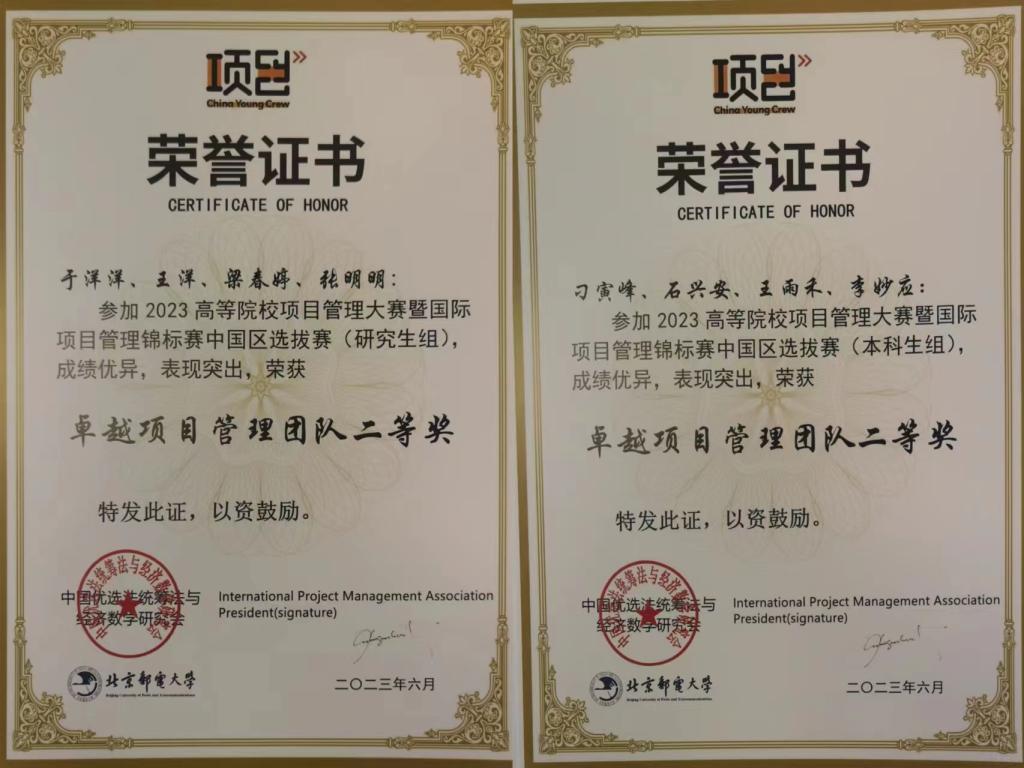 项目
China Young Crew
荣誉证书
CERTIFICATE OF HONOR
于洋洋、王洋、梁春婷、张明明：
参加 2023 高等院校项目管理大赛暨国际
项目管理锦标赛中国区选拔赛（研究生组），
成绩优异，表现突出，荣获
卓越项目管理团队二等奖
特发此证，以资鼓励。
中国优选法统筹法与
经济数学研究会
International Project Management Association
President(signature)
北京邮电大学
Beijing University of Posts and Telecommunications
二〇二三年六月
项目
China Young Crew
荣誉证书
CERTIFICATE OF HONOR
刁寅峰、石兴安、王雨禾、李妙应：
参加 2023 高等院校项目管理大赛暨国际
项目管理锦标赛中国区选拔赛（本科生组），
成绩优异，表现突出，荣获
卓越项目管理团队二等奖
特发此证，以资鼓励。
中国优选法统筹法与
经济数学研究会
International Project Management Association
President(signature)
北京邮电大学
Beijing University of Posts and Telecommunications
二〇二三年六月